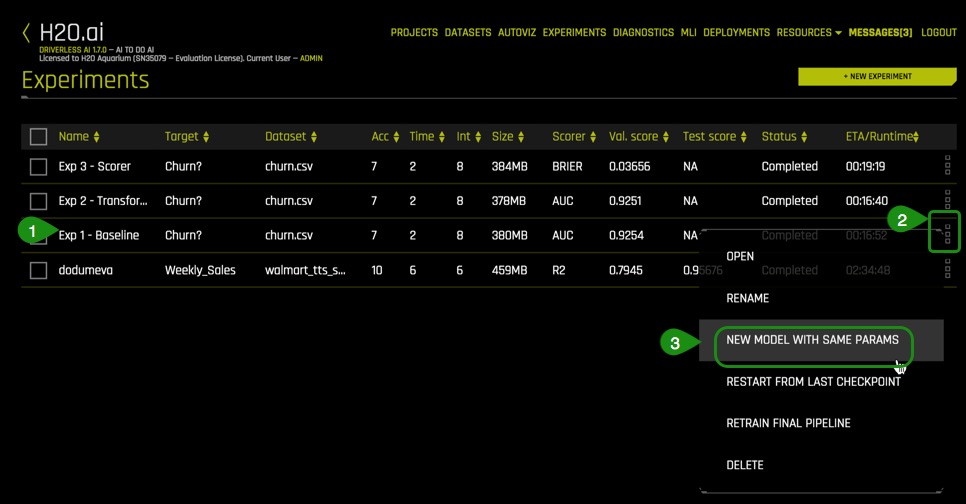 H2O.ai
PROJECTS DATASETS AUTOVIZ EXPERIMENTS DIAGNOSTICS MLI DEPLOYMENTS RESOURCES MESSAGES[3] LOGOUT
DRIVERLESS AI 1.7.0 – AI TO DO AI
Licensed to H2O Aquarium (SN35079 – Evaluation License). Current User – ADMIN
Experiments
+ NEW EXPERIMENT
Name Target Dataset Acc Time Int Size Scorer Val. score Test score Status ETA/Runtime
Exp 3 - Scorer Churn? churn.csv 7 2 8 384MB BRIER 0.03656 NA Completed 00:19:19
Exp 2 - Transfor... Churn? churn.csv 7 2 8 378MB AUC 0.9251 NA Completed 00:16:40
1 Exp 1 - Baseline Churn? churn.csv 7 2 8 380MB AUC 0.9254 NA Completed 00:16:52 2
dodumeva Weekly_Sales walmart_tts_s... 10 6 6 459MB R2 0.7945 0.95676 Completed 02:34:48
OPEN
RENAME
3 NEW MODEL WITH SAME PARAMS
RESTART FROM LAST CHECKPOINT
RETRAIN FINAL PIPELINE
DELETE